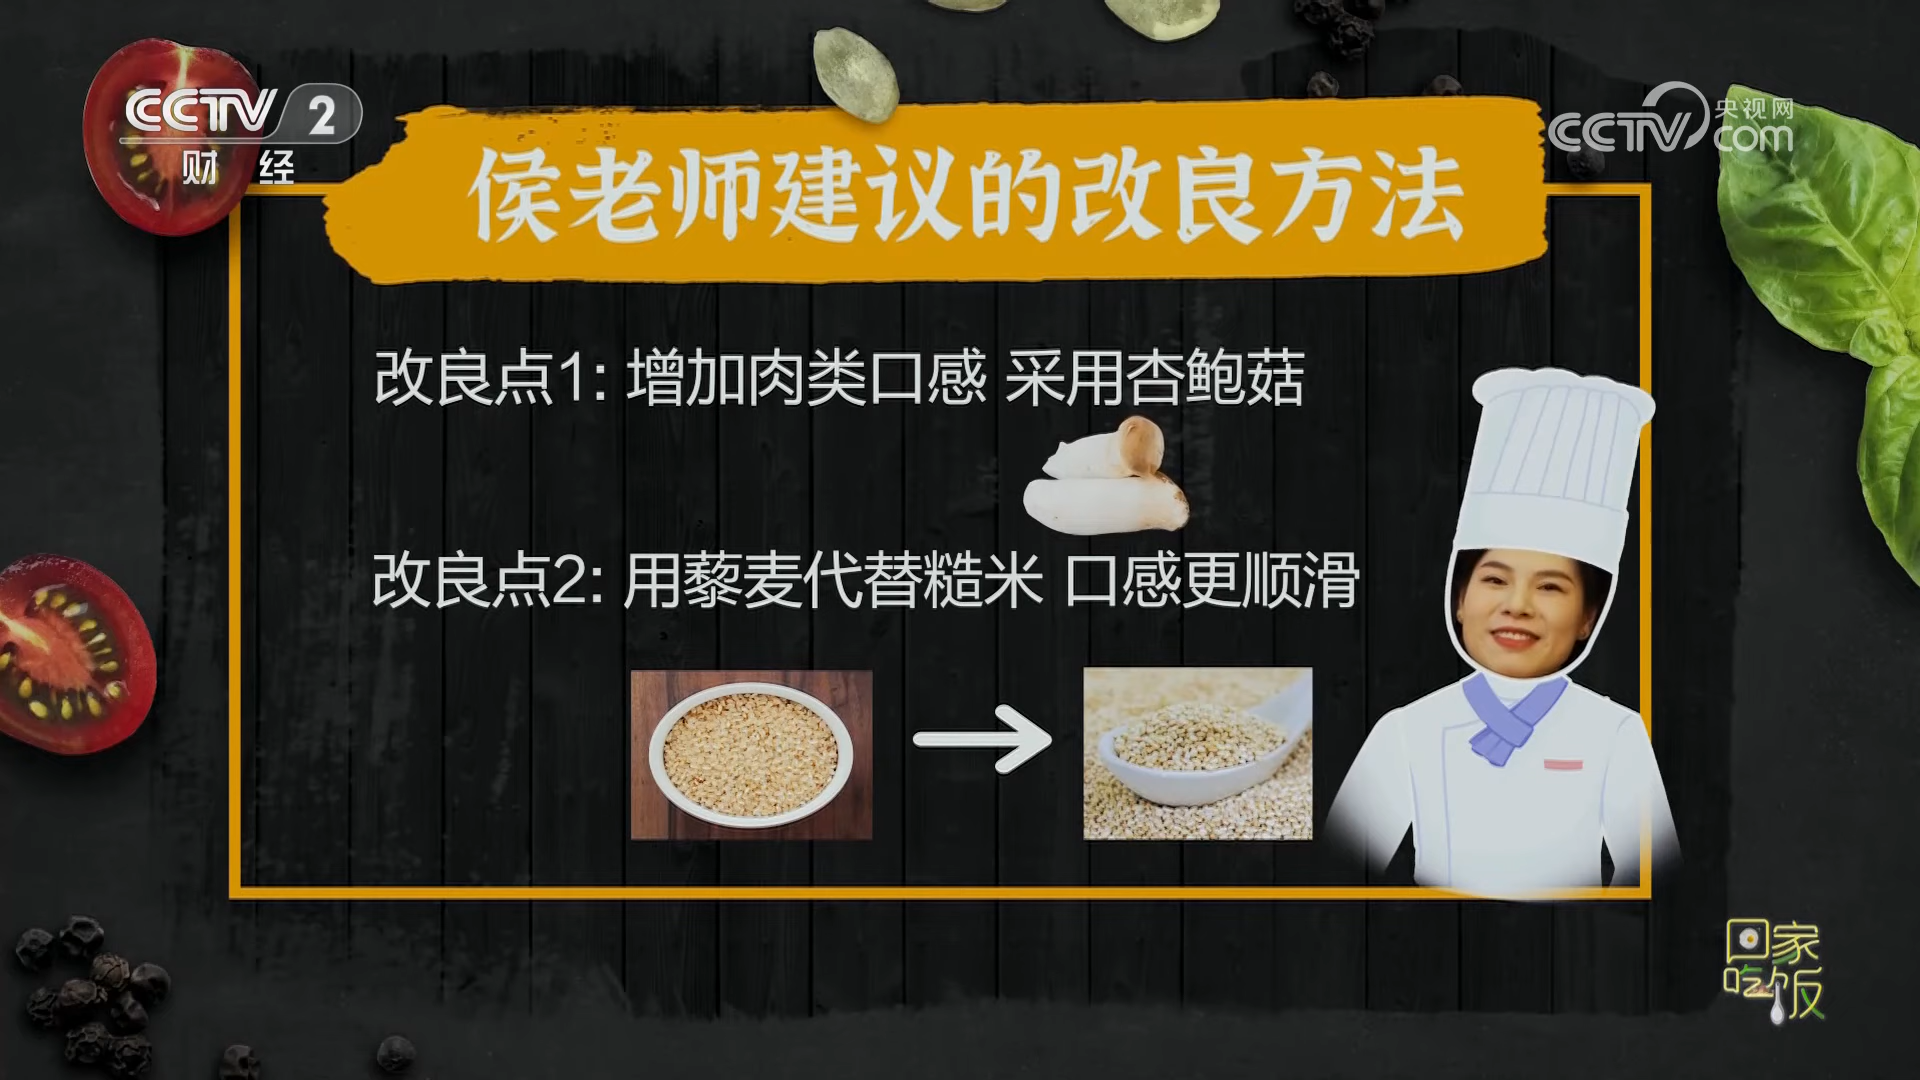 CCTV 2
财经
央视网
CCTV.com
侯老师建议的改良方法
改良点1: 增加肉类口感 采用杏鲍菇
改良点2: 用藜麦代替糙米 口感更顺滑
回家
吃饭